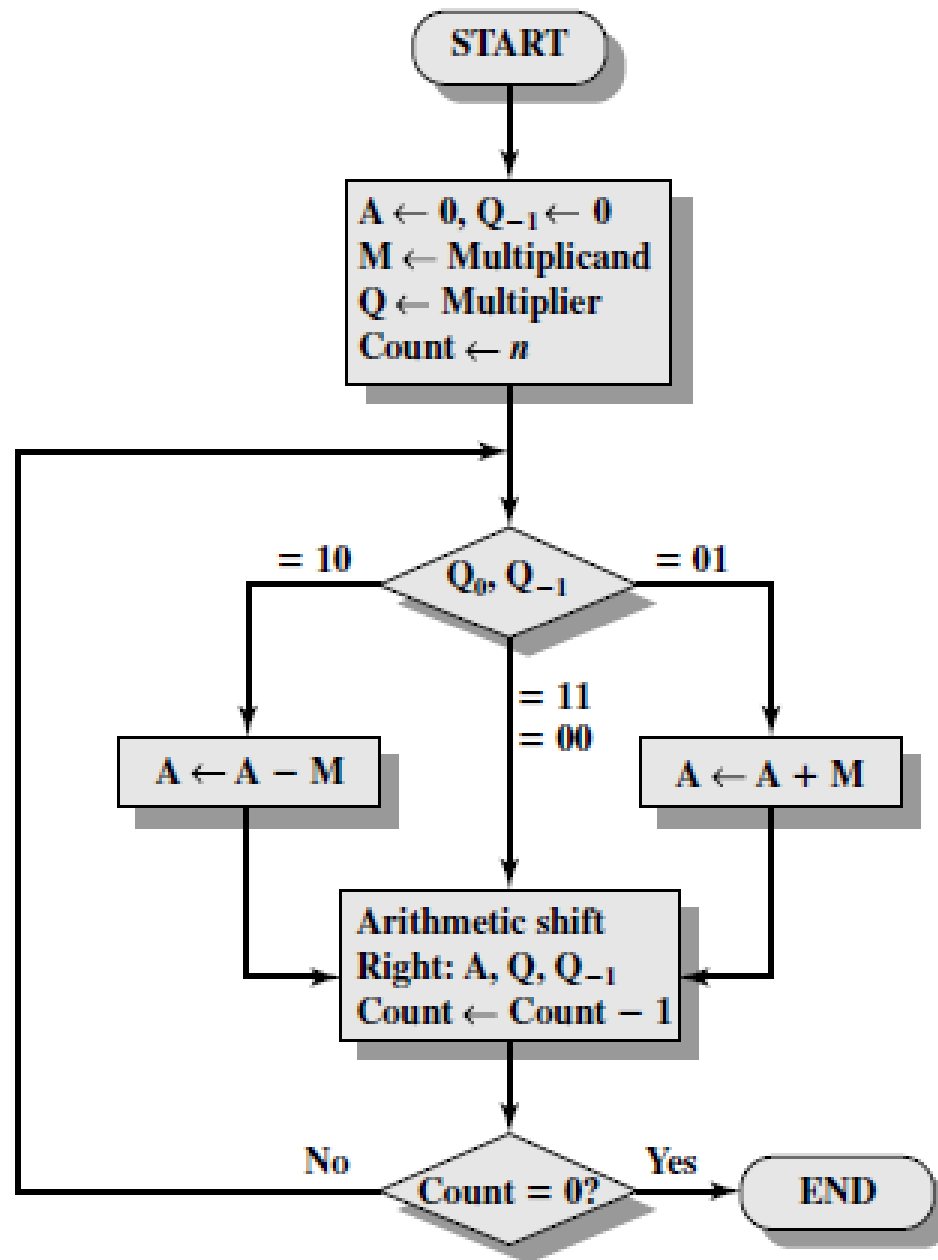 START
A ← 0, Q₋₁ ← 0
M ← Multiplicand
Q ← Multiplier
Count ← n
= 10
Q₀, Q₋₁
= 01
= 11
= 00
A ← A − M
A ← A + M
Arithmetic shift
Right: A, Q, Q₋₁
Count ← Count − 1
No
Count = 0?
Yes
END